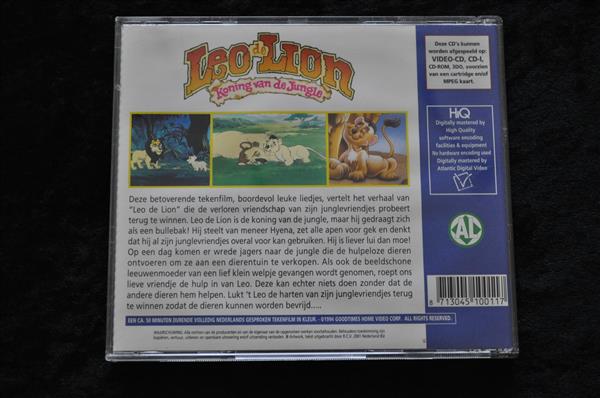 Leo de Lion
Koning van de Jungle
Deze CD's kunnen
worden afgespeeld op:
VIDEO-CD, CD-I,
CD-ROM, 3DO, voorzien
van een cartridge en/of
MPEG kaart.
HiQ
Digitally mastered by
High Quality
software encoding
facilities & equipment
No hardware encoding used
Digitally mastered by
Atlantic Digital Video
AL
Deze betoverende tekenfilm, boordevol leuke liedjes, vertelt het verhaal van
"Leo de Lion" die de verloren vriendschap van zijn junglevriendjes probeert
terug te winnen. Leo de Lion is de koning van de jungle, maar hij gedraagt zich
als een bullebak! Hij steelt van meneer Hyena, zet alle apen voor gek en denkt
dat hij al zijn junglevriendjes overal voor kan gebruiken. Hij is liever lui dan moe!
Op een dag komen er wrede jagers naar de jungle die de hulpeloze dieren
ontvoeren om ze aan een dierentuin te verkopen. Als ook de beeldschone
leeuwenmoeder van een lief klein welpje gevangen wordt genomen, roept ons
lieve vriendje de hulp in van Leo. Deze kan echter niets doen zonder dat de
andere dieren hem helpen. Lukt 't Leo de harten van zijn junglevriendjes terug
te winnen zodat de dieren kunnen worden bevrijd.....
8 713045 100117
EEN CA. 50 MINUTEN DURENDE VOLLEDIG NEDERLANDS GESPROKEN TEKENFILM IN KLEUR. - ©1994 GOODTIMES HOME VIDEO CORP. ALL RIGHTS RESERVED.